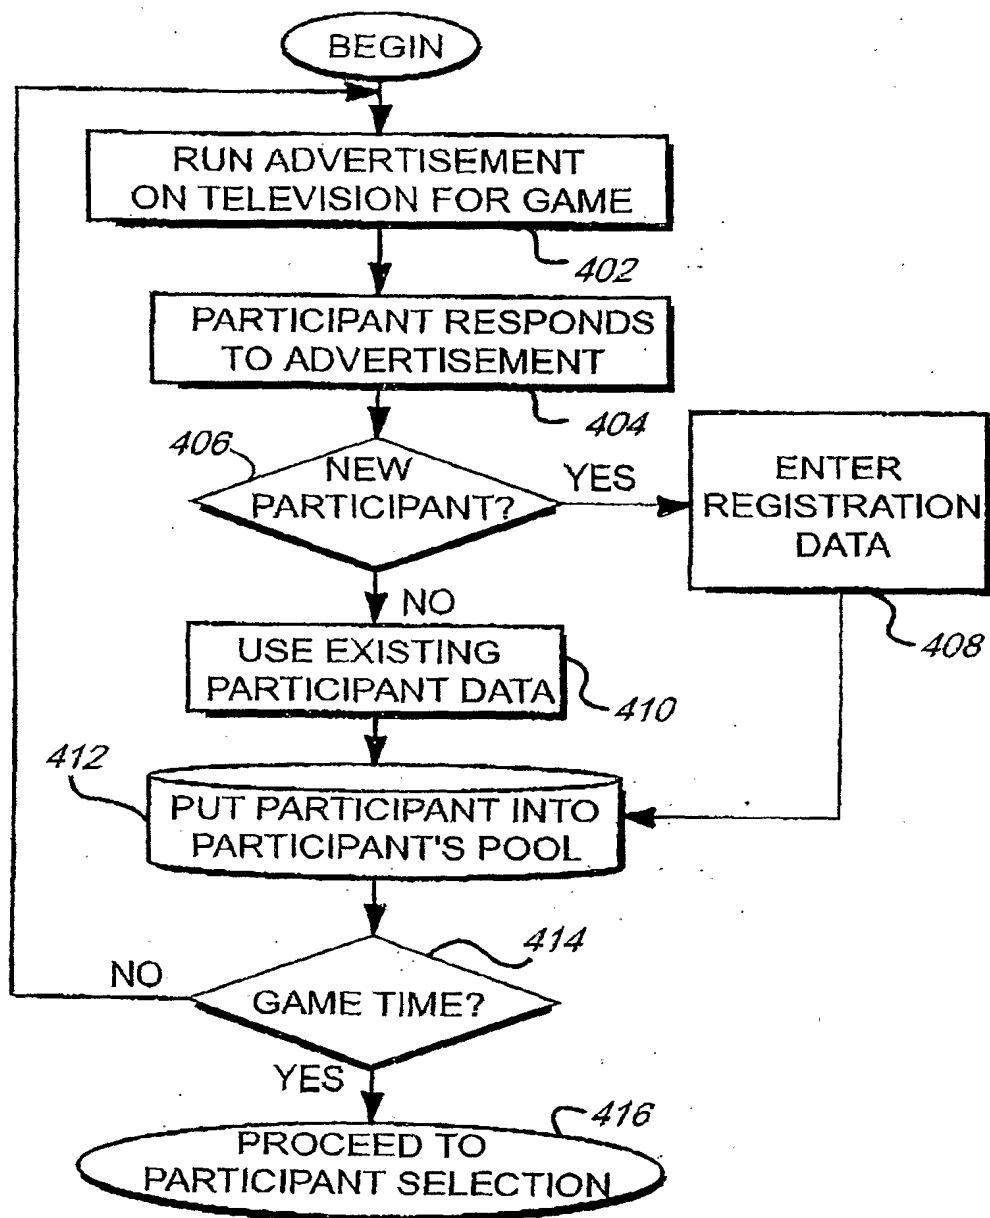 BEGIN
RUN ADVERTISEMENT
ON TELEVISION FOR GAME
402
PARTICIPANT RESPONDS
TO ADVERTISEMENT
404
406
NEW
PARTICIPANT?
YES
ENTER
REGISTRATION
DATA
408
NO
USE EXISTING
PARTICIPANT DATA
410
412
PUT PARTICIPANT INTO
PARTICIPANT'S POOL
414
NO
GAME TIME?
YES
416
PROCEED TO
PARTICIPANT SELECTION